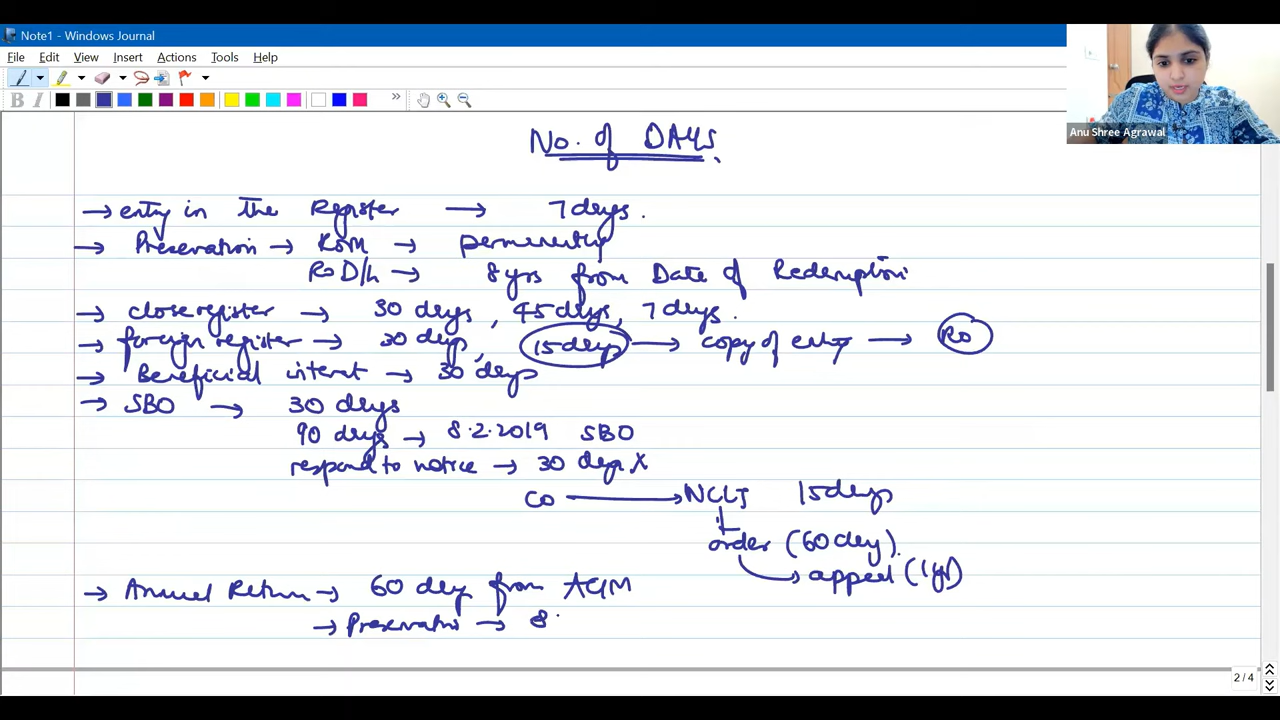 Note1 - Windows Journal
File Edit View Insert Actions Tools Help
Anu Shree Agrawal
No. of DAYS.
→ entry in the Register → 7 days.
→ Preservation → RoM → permenently
RoD/h → 8 yrs from Date of Redemption
→ close register → 30 days, 45 days, 7 days.
→ foreign register → 30 days, 15 days → copy of entry → RO
→ Beneficial interest → 30 days
→ SBO → 30 days
90 days → 8.2.2019 SBO
respond to notice → 30 days X
Co → NCLT 15 days
order (60 day).
→ appeal (1 yr)
→ Annual Return → 60 day from AGM
→ Preservatio → 8.
2 / 4